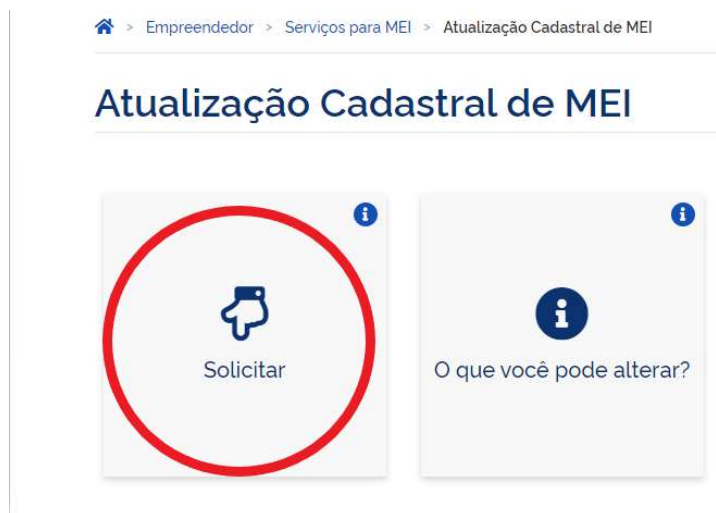 > Empreendedor > Serviços para MEI > Atualização Cadastral de MEI
Atualização Cadastral de MEI
Solicitar
O que você pode alterar?